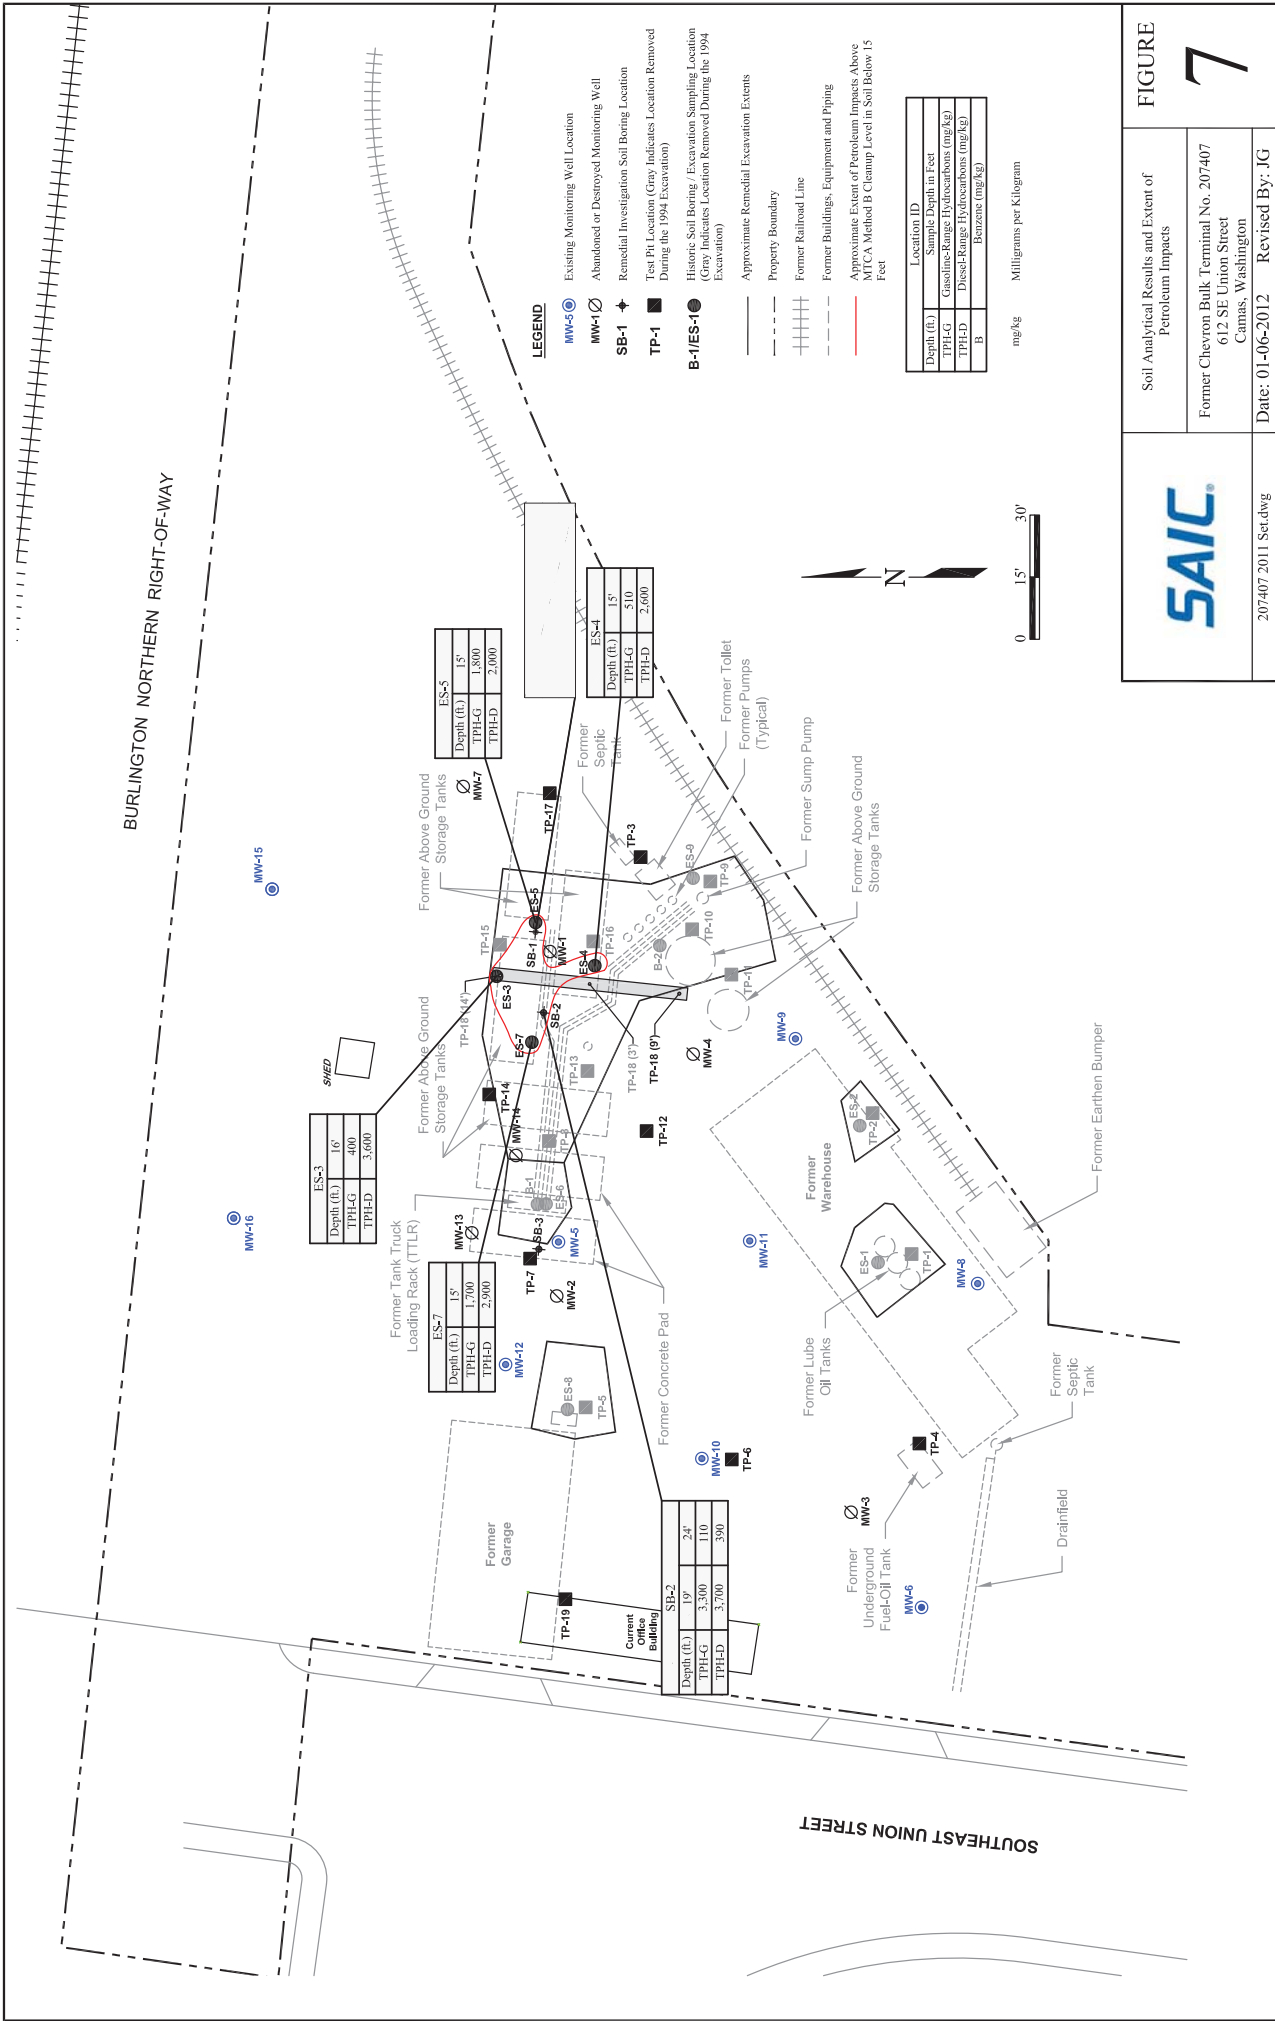 BURLINGTON NORTHERN RIGHT-OF-WAY
SOUTHEAST UNION STREET
SHED
MW-16
MW-15
ES-3
Depth (ft.) 16'
TPH-G 400
TPH-D 3,600
ES-5
Depth (ft.) 15'
TPH-G 1,800
TPH-D 2,000
ES-7
Depth (ft.) 15'
TPH-G 1,700
TPH-D 2,900
ES-4
Depth (ft.) 15'
TPH-G 510
TPH-D 2,600
SB-2
Depth (ft.) 19' 24'
TPH-G 3,300 110
TPH-D 3,700 390
Former Tank Truck
Loading Rack (TTLR)
Former Above Ground
Storage Tanks
Former Above Ground
Storage Tanks
Former
Garage
Current
Office
Building
TP-19
MW-12
MW-13
MW-14
MW-7
TP-14
TP-15
TP-18 (14')
ES-3
ES-7
SB-2
SB-1
ES-5
MW-1
TP-17
ES-4
TP-16
TP-13
TP-8
B-1
ES-6
SB-3
TP-7
MW-5
MW-2
ES-8
TP-5
Former
Septic
Tank
TP-3
ES-9
TP-9
TP-10
B-2
TP-11
TP-18 (3')
TP-18 (9')
MW-4
TP-12
MW-9
Former Toilet
Former Pumps
(Typical)
Former Sump Pump
Former Above Ground
Storage Tanks
Former Concrete Pad
MW-10
TP-6
MW-11
Former
Warehouse
ES-2
TP-2
ES-1
TP-1
MW-8
Former Lube
Oil Tanks
Former Earthen Bumper
Former
Septic
Tank
TP-4
MW-3
Former
Underground
Fuel-Oil Tank
MW-6
Drainfield
N
0 15' 30'
LEGEND
MW-5 Existing Monitoring Well Location
MW-1 Abandoned or Destroyed Monitoring Well
SB-1 Remedial Investigation Soil Boring Location
TP-1 Test Pit Location (Gray Indicates Location Removed
During the 1994 Excavation)
B-1/ES-1 Historic Soil Boring / Excavation Sampling Location
(Gray Indicates Location Removed During the 1994
Excavation)
Approximate Remedial Excavation Extents
Property Boundary
Former Railroad Line
Former Buildings, Equipment and Piping
Approximate Extent of Petroleum Impacts Above
MTCA Method B Cleanup Level in Soil Below 15
Feet
Location ID
Depth (ft.) Sample Depth in Feet
TPH-G Gasoline-Range Hydrocarbons (mg/kg)
TPH-D Diesel-Range Hydrocarbons (mg/kg)
B Benzene (mg/kg)
mg/kg Milligrams per Kilogram
SAIC
207407 2011 Set.dwg
Soil Analytical Results and Extent of
Petroleum Impacts
Former Chevron Bulk Terminal No. 207407
612 SE Union Street
Camas, Washington
Date: 01-06-2012 Revised By: JG
FIGURE
7